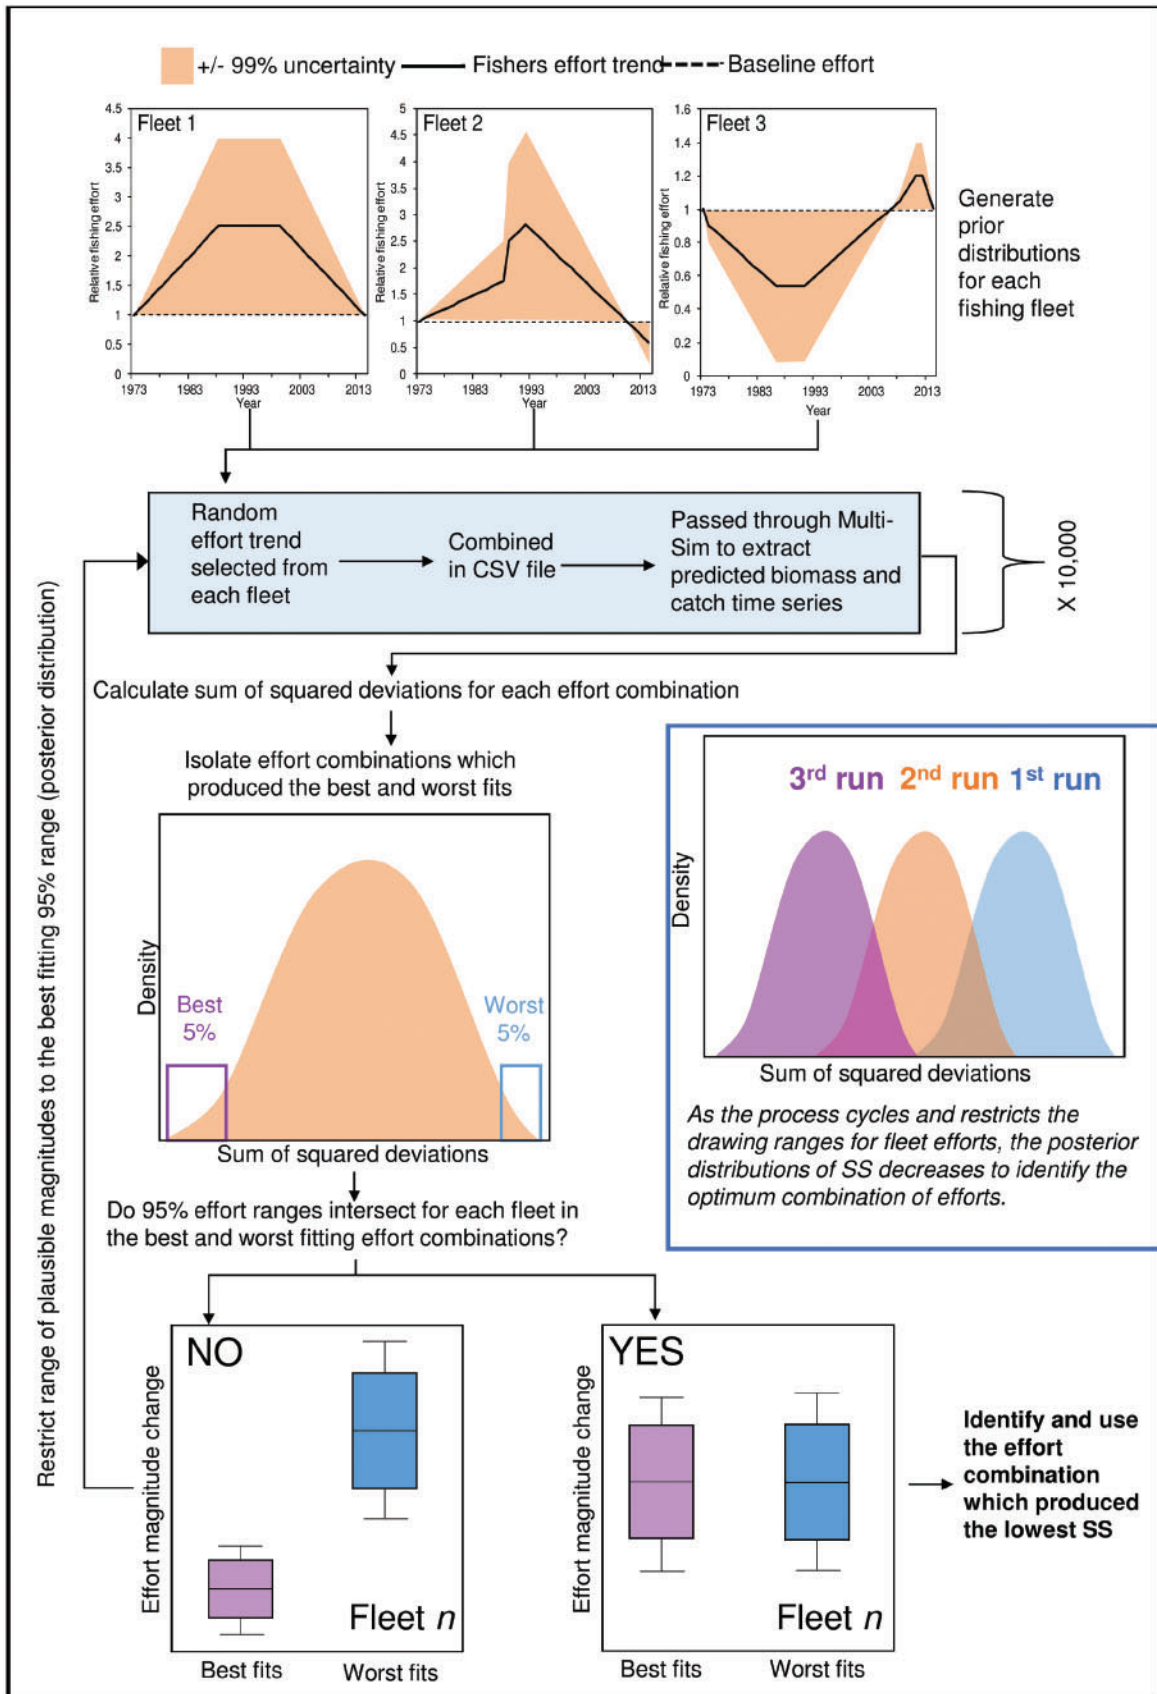 +/- 99% uncertainty
Fishers effort trend
Baseline effort
Fleet 1
Relative fishing effort
4.5
4
3.5
3
2.5
2
1.5
1
0.5
0
1973
1983
1993
2003
2013
Year
Fleet 2
Relative fishing effort
5
4.5
4
3.5
3
2.5
2
1.5
1
0.5
0
1973
1983
1993
2003
2013
Year
Fleet 3
Relative fishing effort
1.6
1.4
1.2
1
0.8
0.6
0.4
0.2
0
1973
1983
1993
2003
2013
Year
Generate
prior
distributions
for each
fishing fleet
Random
effort trend
selected from
each fleet
Combined
in CSV file
Passed through Multi-
Sim to extract
predicted biomass and
catch time series
X 10,000
Calculate sum of squared deviations for each effort combination
Isolate effort combinations which
produced the best and worst fits
Density
Best
5%
Worst
5%
Sum of squared deviations
3rd run
2nd run
1st run
Density
Sum of squared deviations
As the process cycles and restricts the
drawing ranges for fleet efforts, the posterior
distributions of SS decreases to identify the
optimum combination of efforts.
Do 95% effort ranges intersect for each fleet in
the best and worst fitting effort combinations?
Restrict range of plausible magnitudes to the best fitting 95% range (posterior distribution)
NO
Effort magnitude change
Fleet n
Best fits
Worst fits
YES
Effort magnitude change
Fleet n
Best fits
Worst fits
Identify and use
the effort
combination
which produced
the lowest SS